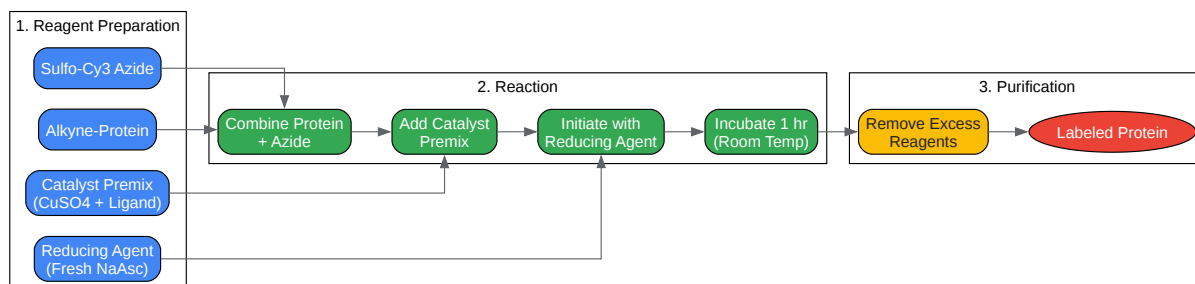 1. Reagent Preparation
Sulfo-Cy3 Azide
Alkyne-Protein
Catalyst Premix
(CuSO4 + Ligand)
Reducing Agent
(Fresh NaAsc)
2. Reaction
Combine Protein
+ Azide
Add Catalyst
Premix
Initiate with
Reducing Agent
Incubate 1 hr
(Room Temp)
3. Purification
Remove Excess
Reagents
Labeled Protein